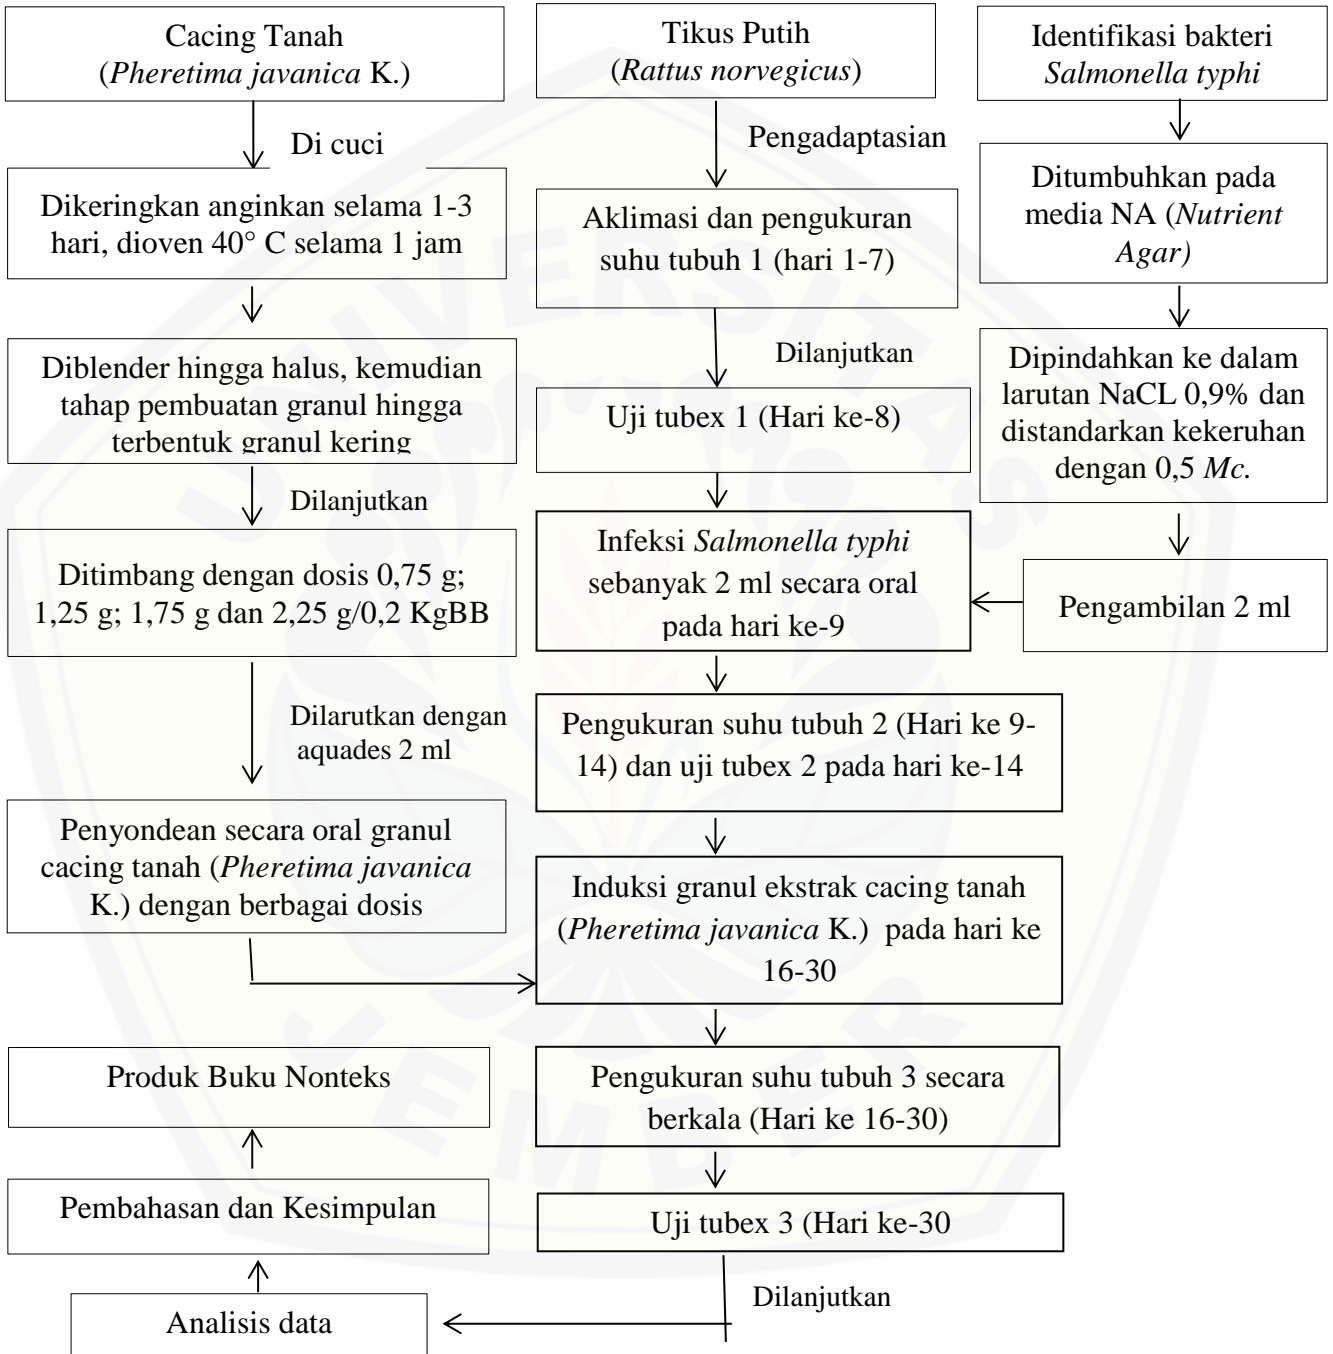 Cacing Tanah
(Pheretima javanica K.)
Di cuci
Dikeringkan anginkan selama 1-3
hari, dioven 40° C selama 1 jam
Diblender hingga halus, kemudian
tahap pembuatan granul hingga
terbentuk granul kering
Dilanjutkan
Ditimbang dengan dosis 0,75 g;
1,25 g; 1,75 g dan 2,25 g/0,2 KgBB
Dilarutkan dengan
aquades 2 ml
Penyondean secara oral granul
cacing tanah (Pheretima javanica
K.) dengan berbagai dosis
Tikus Putih
(Rattus norvegicus)
Pengadaptasian
Aklimasi dan pengukuran
suhu tubuh 1 (hari 1-7)
Dilanjutkan
Uji tubex 1 (Hari ke-8)
Infeksi Salmonella typhi
sebanyak 2 ml secara oral
pada hari ke-9
Identifikasi bakteri
Salmonella typhi
Ditumbuhkan pada
media NA (Nutrient
Agar)
Dipindahkan ke dalam
larutan NaCL 0,9% dan
distandarkan kekeruhan
dengan 0,5 Mc.
Pengambilan 2 ml
Pengukuran suhu tubuh 2 (Hari ke 9-
14) dan uji tubex 2 pada hari ke-14
Induksi granul ekstrak cacing tanah
(Pheretima javanica K.) pada hari ke
16-30
Pengukuran suhu tubuh 3 secara
berkala (Hari ke 16-30)
Uji tubex 3 (Hari ke-30
Dilanjutkan
Analisis data
Pembahasan dan Kesimpulan
Produk Buku Nonteks
UNIVERSITAS
JEMBER